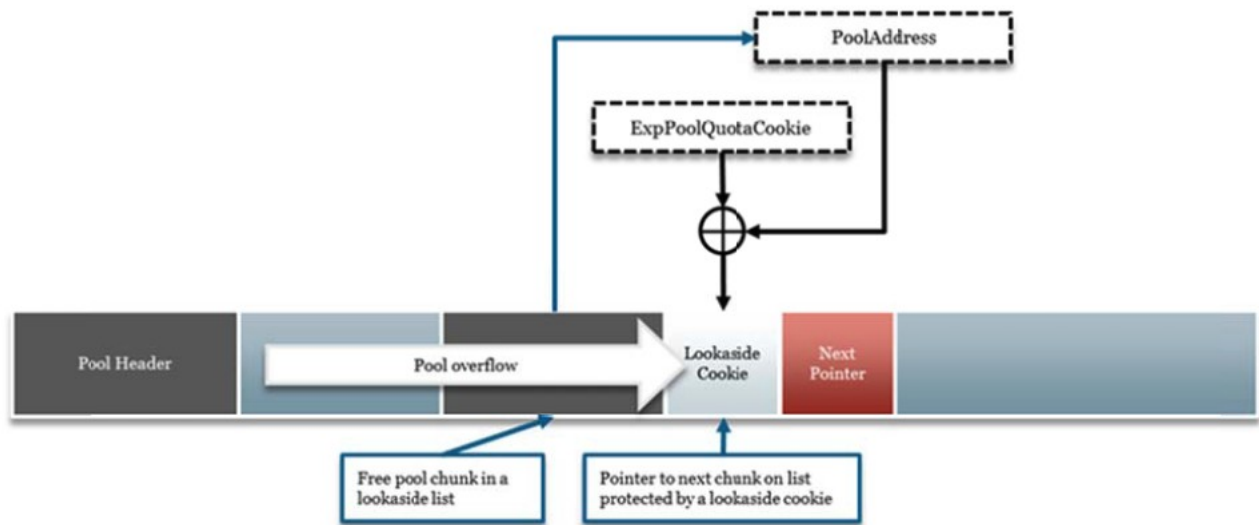 PoolAddress
ExpPoolQuotaCookie
Pool Header
Pool overflow
Lookaside
Cookie
Next
Pointer
Free pool chunk in a
lookaside list
Pointer to next chunk on list
protected by a lookaside cookie